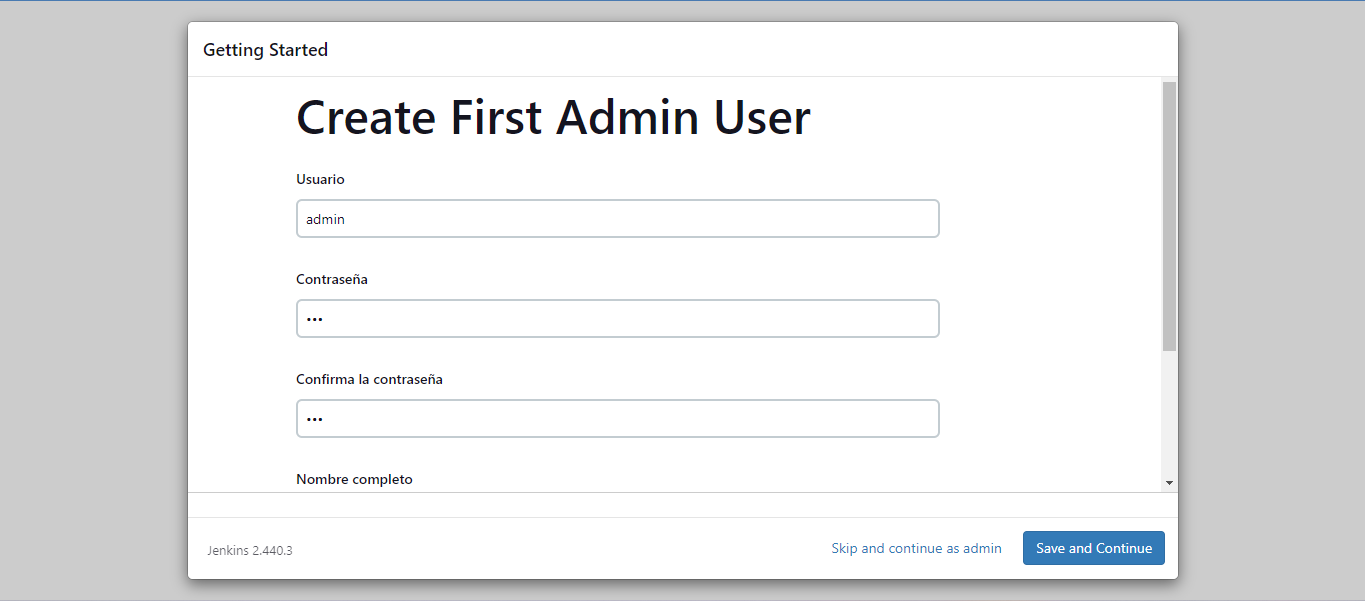 Getting Started
Create First Admin User
Usuario
admin
Contraseña
•••
Confirma la contraseña
•••
Nombre completo
Jenkins 2.440.3
Skip and continue as admin
Save and Continue